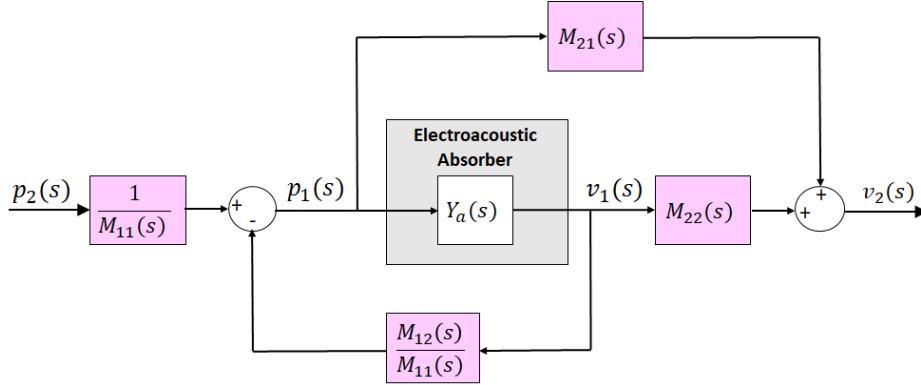 M₂₁(s)
Electroacoustic
Absorber
p₂(s)
1
M₁₁(s)
+
-
p₁(s)
Yₐ(s)
v₁(s)
M₂₂(s)
+
+
v₂(s)
M₁₂(s)
M₁₁(s)